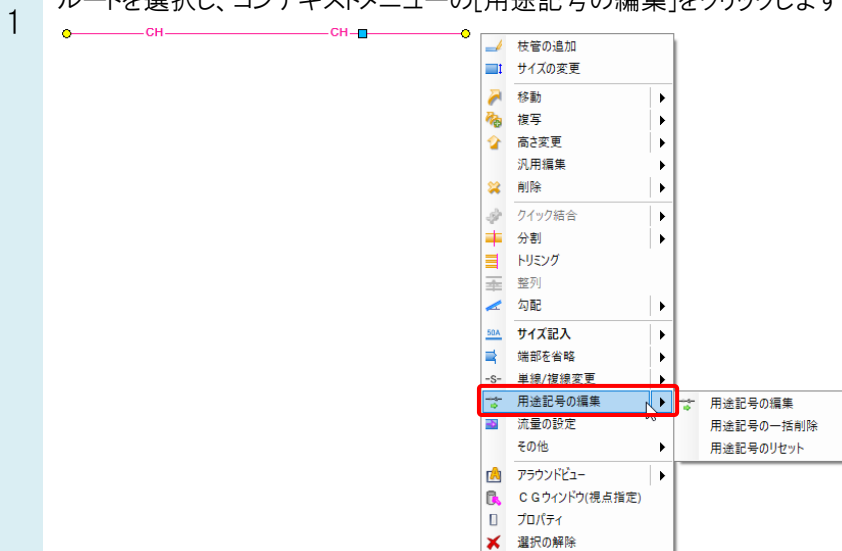 ルートを選択し、コンテキストメニューの[用途記号の編集]をクリックします
1
CH CH
枝管の追加
サイズの変更
移動
複写
高さ変更
汎用編集
削除
クイック結合
分割
トリミング
整列
勾配
50A サイズ記入
端部を省略
-S- 単線/複線変更
用途記号の編集
流量の設定
その他
アラウンドビュー
ＣＧウィンドウ(視点指定)
プロパティ
選択の解除
用途記号の編集
用途記号の一括削除
用途記号のリセット